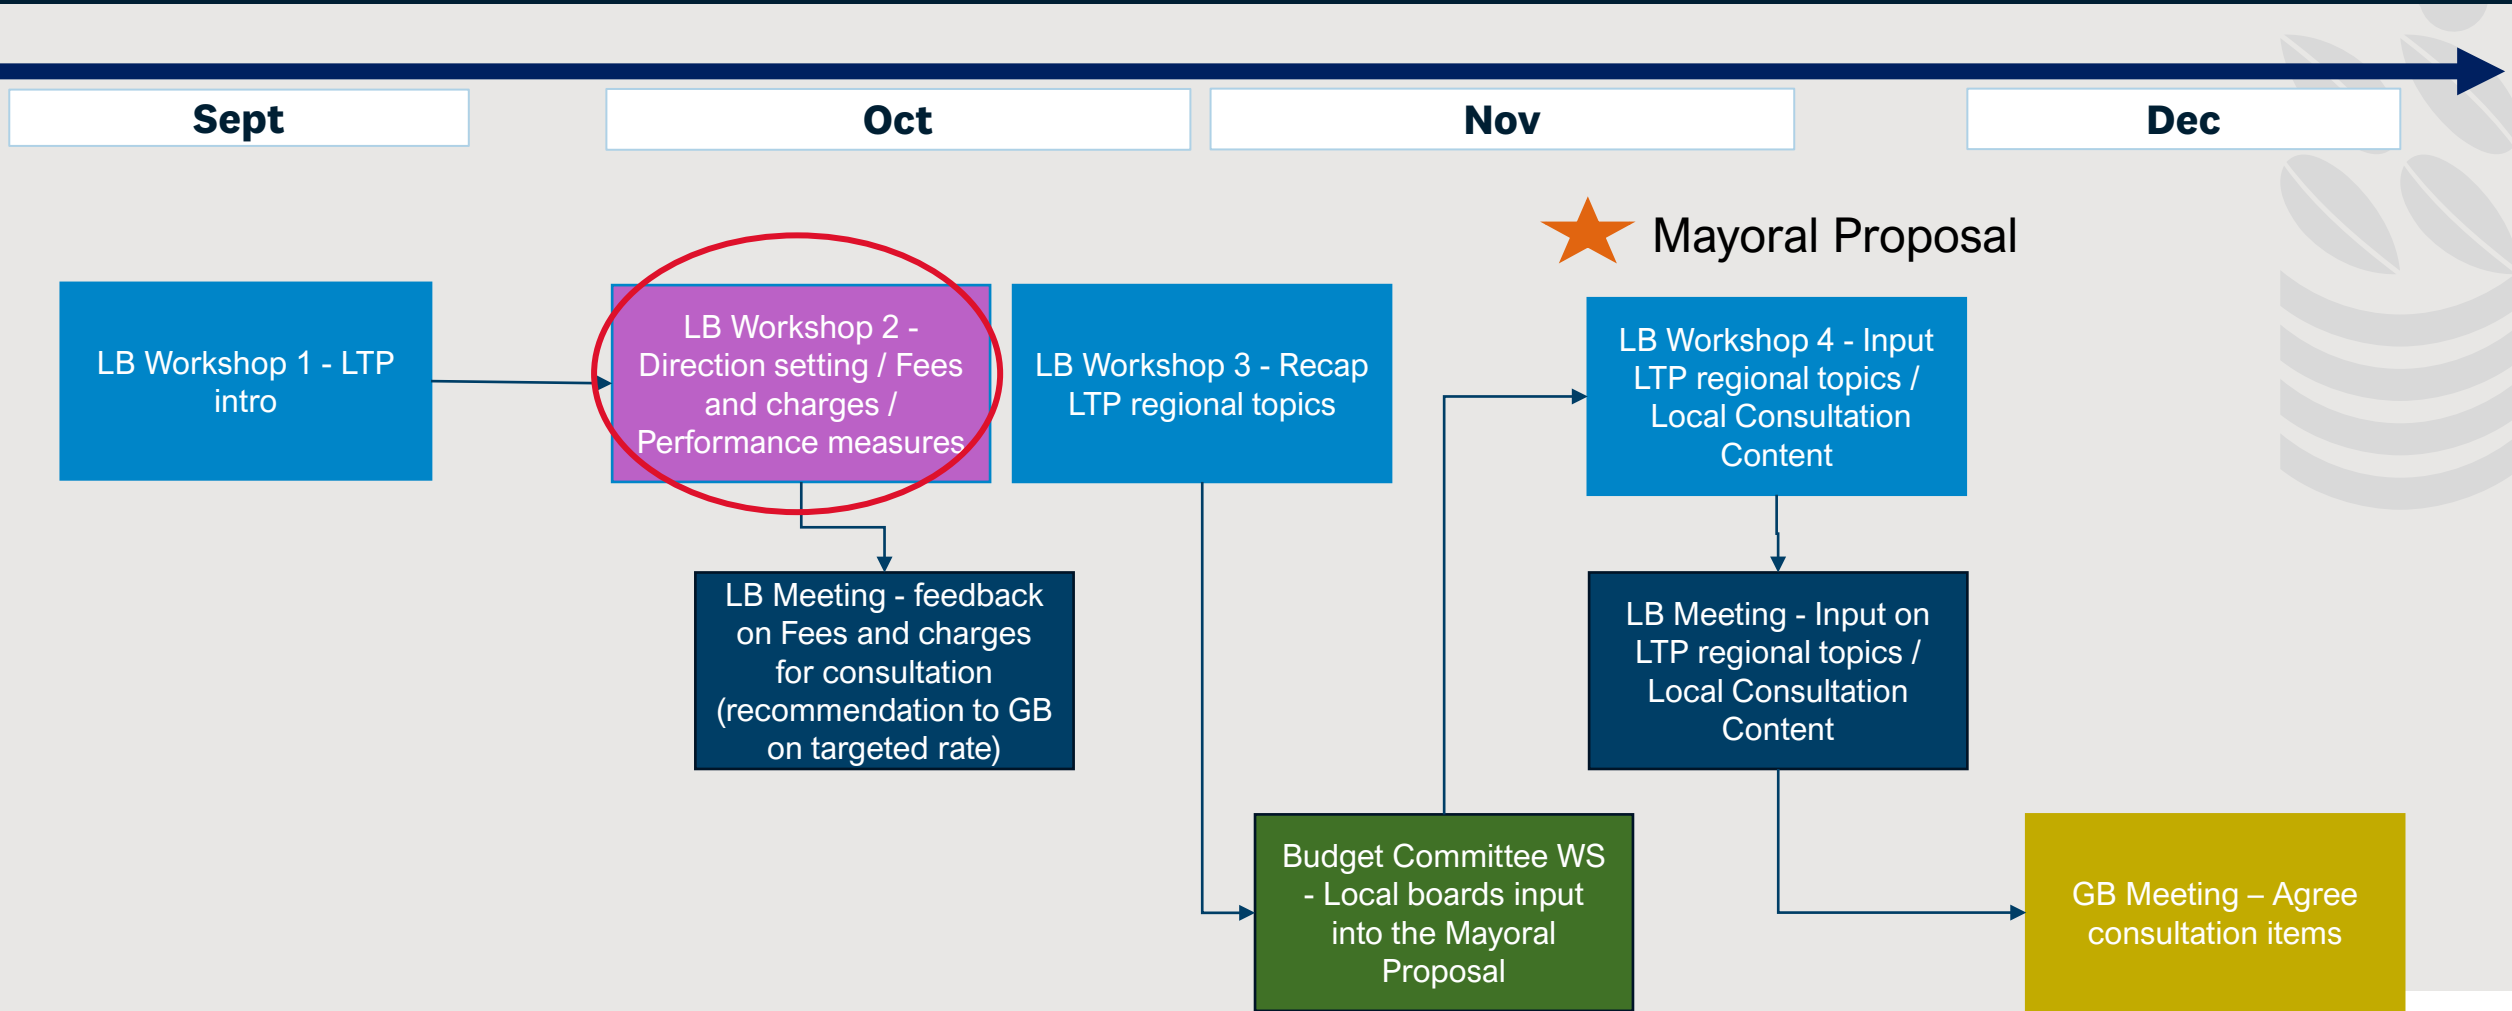 Sept
Oct
Nov
Dec
Mayoral Proposal
LB Workshop 1 - LTP
intro
LB Workshop 2 -
Direction setting / Fees
and charges /
Performance measures
LB Workshop 3 - Recap
LTP regional topics
LB Workshop 4 - Input
LTP regional topics /
Local Consultation
Content
LB Meeting - feedback
on Fees and charges
for consultation
(recommendation to GB
on targeted rate)
LB Meeting - Input on
LTP regional topics /
Local Consultation
Content
Budget Committee WS
- Local boards input
into the Mayoral
Proposal
GB Meeting – Agree
consultation items